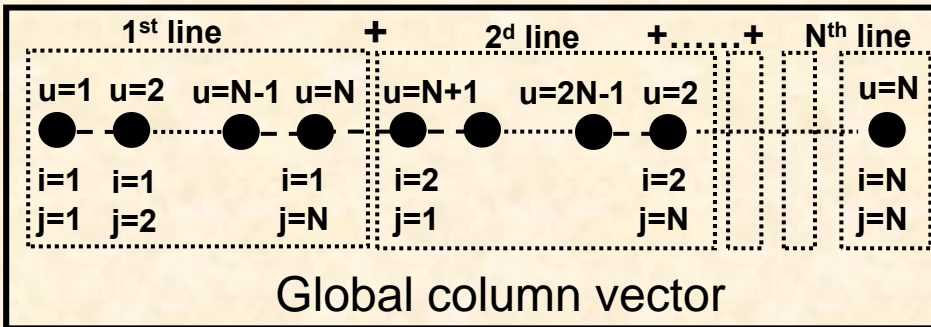 1st line + 2d line +......+ Nth line
u=1 u=2 u=N-1 u=N u=N+1 u=2N-1 u=2 u=N
i=1 i=1 i=1 i=2 i=2 i=N
j=1 j=2 j=N j=1 j=N j=N
Global column vector